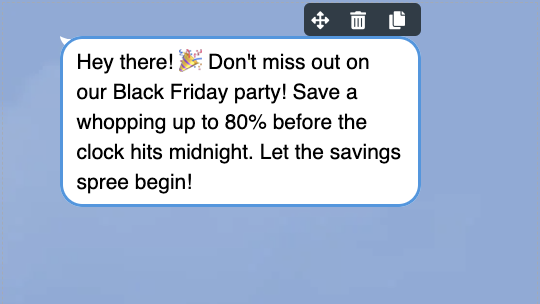 Hey there! 🎉 Don't miss out on
our Black Friday party! Save a
whopping up to 80% before the
clock hits midnight. Let the savings
spree begin!